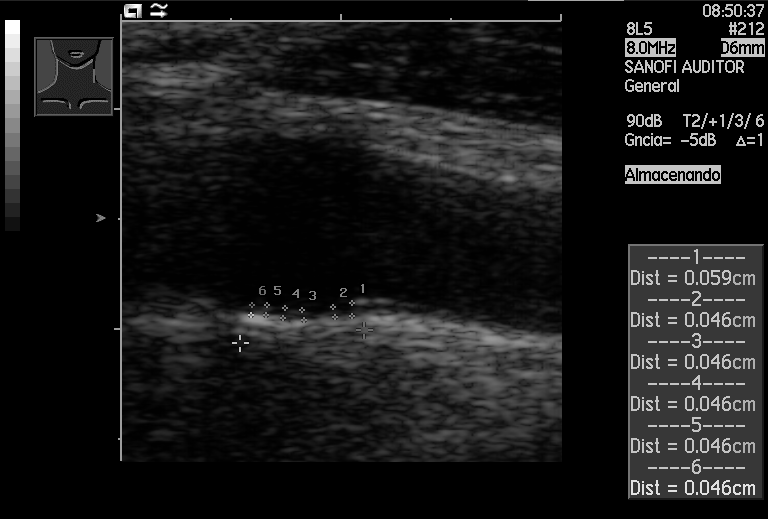 08:50:37
8L5 #212
8.0MHz 06mm
SANOFI AUDITOR
General
90dB T2/+1/3/6
Gncia= -5dB Δ=1
Almacenando
6 5 4 3 2 1
----1----
Dist = 0.059cm
----2----
Dist = 0.046cm
----3----
Dist = 0.046cm
----4----
Dist = 0.046cm
----5----
Dist = 0.046cm
----6----
Dist = 0.046cm